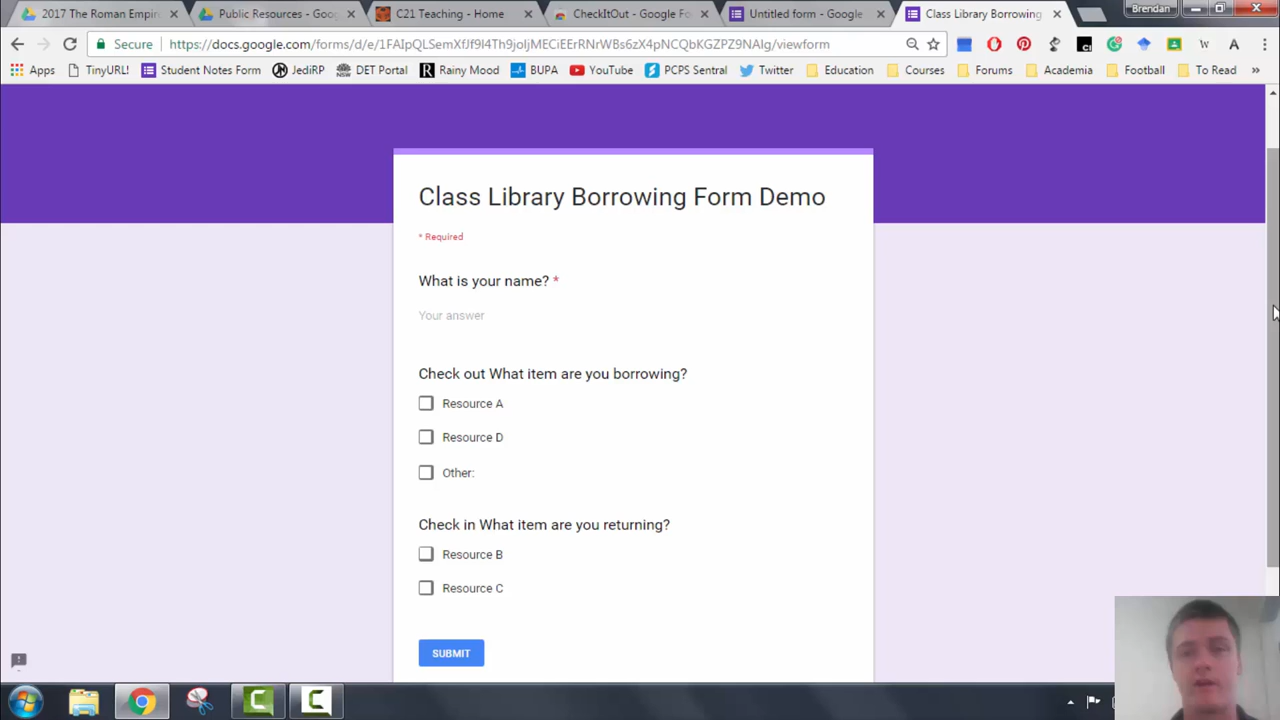 2017 The Roman Empir
Public Resources - Goog
C21 Teaching - Home
CheckItOut - Google Fo
Untitled form - Google
Class Library Borrowing
Brendan
Secure
https://docs.google.com/forms/d/e/1FAIpQLSemXfJf9I4Th9joljMECiEErRNrWBs6zX4pNCQbKGZPZ9NAlg/viewform
Apps
TinyURL!
Student Notes Form
JediRP
DET Portal
Rainy Mood
BUPA
YouTube
PCPS Sentral
Twitter
Education
Courses
Forums
Academia
Football
To Read
»
Class Library Borrowing Form Demo
* Required
What is your name? *
Your answer
Check out What item are you borrowing?
Resource A
Resource D
Other:
Check in What item are you returning?
Resource B
Resource C
SUBMIT